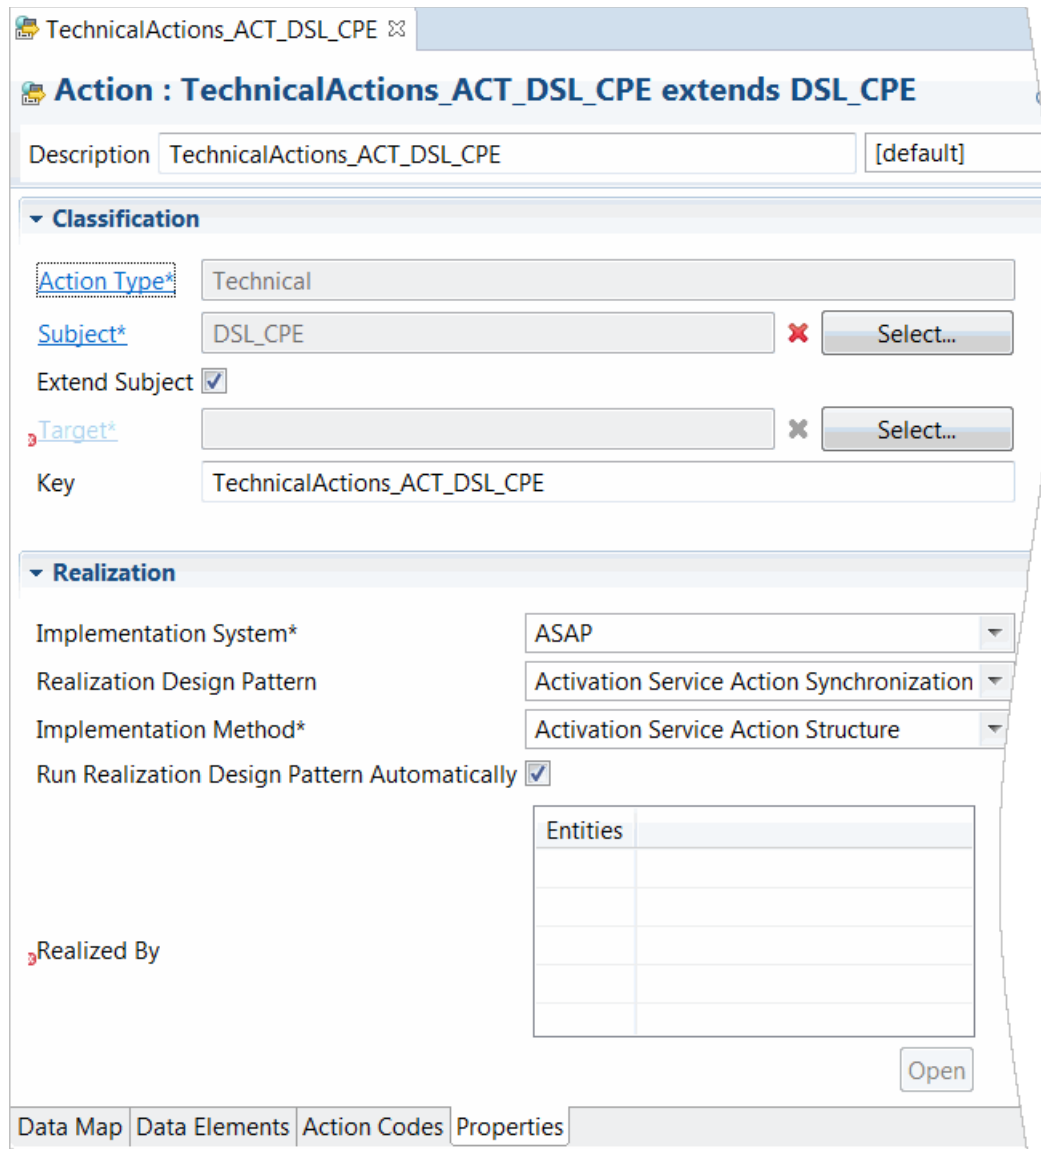 TechnicalActions_ACT_DSL_CPE
Action : TechnicalActions_ACT_DSL_CPE extends DSL_CPE
Description TechnicalActions_ACT_DSL_CPE [default]
Classification
Action Type* Technical
Subject* DSL_CPE Select...
Extend Subject
Target* Select...
Key TechnicalActions_ACT_DSL_CPE
Realization
Implementation System* ASAP
Realization Design Pattern Activation Service Action Synchronization
Implementation Method* Activation Service Action Structure
Run Realization Design Pattern Automatically
Entities
Realized By
Open
Data Map Data Elements Action Codes Properties